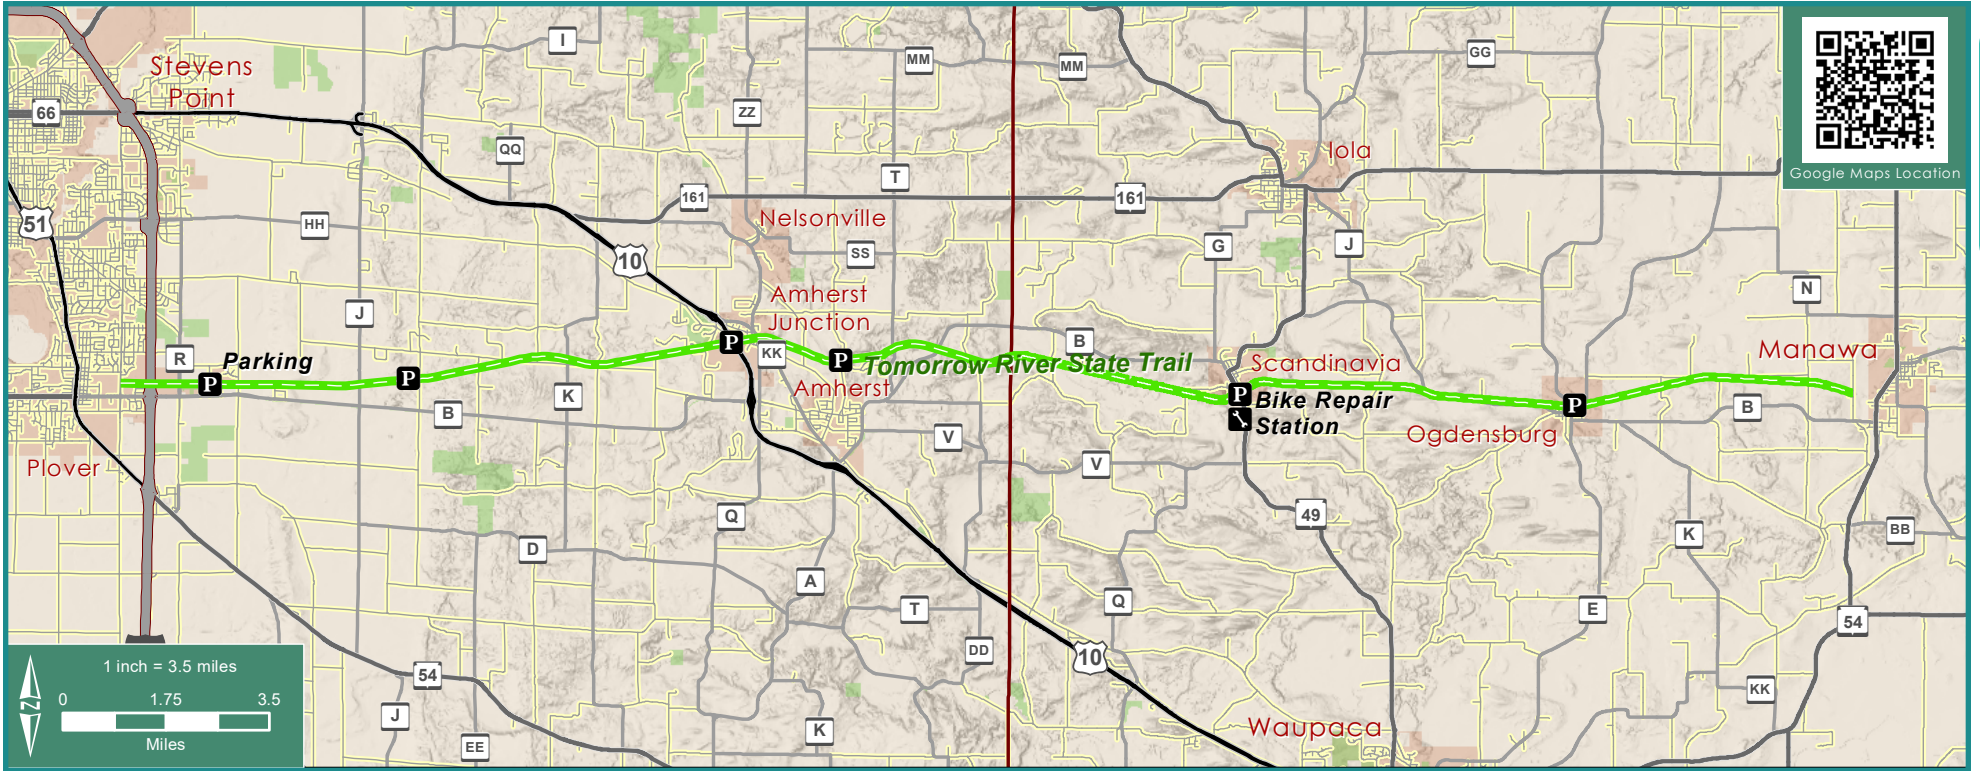 I
MM
MM
GG
Stevens
Point
66
ZZ
QQ
Iola
Google Maps Location
T
161
161
51
HH
Nelsonville
10
SS
G
J
N
Amherst
Junction
J
B
R
Parking
P
P
P
KK
P
Tomorrow River State Trail
Scandinavia
Manawa
Amherst
K
B
P
Bike Repair
Station
P
B
V
Ogdensburg
Plover
V
Q
49
K
BB
D
A
T
Q
E
54
DD
10
1 inch = 3.5 miles
0 1.75 3.5
Miles
N
54
KK
J
EE
K
Waupaca